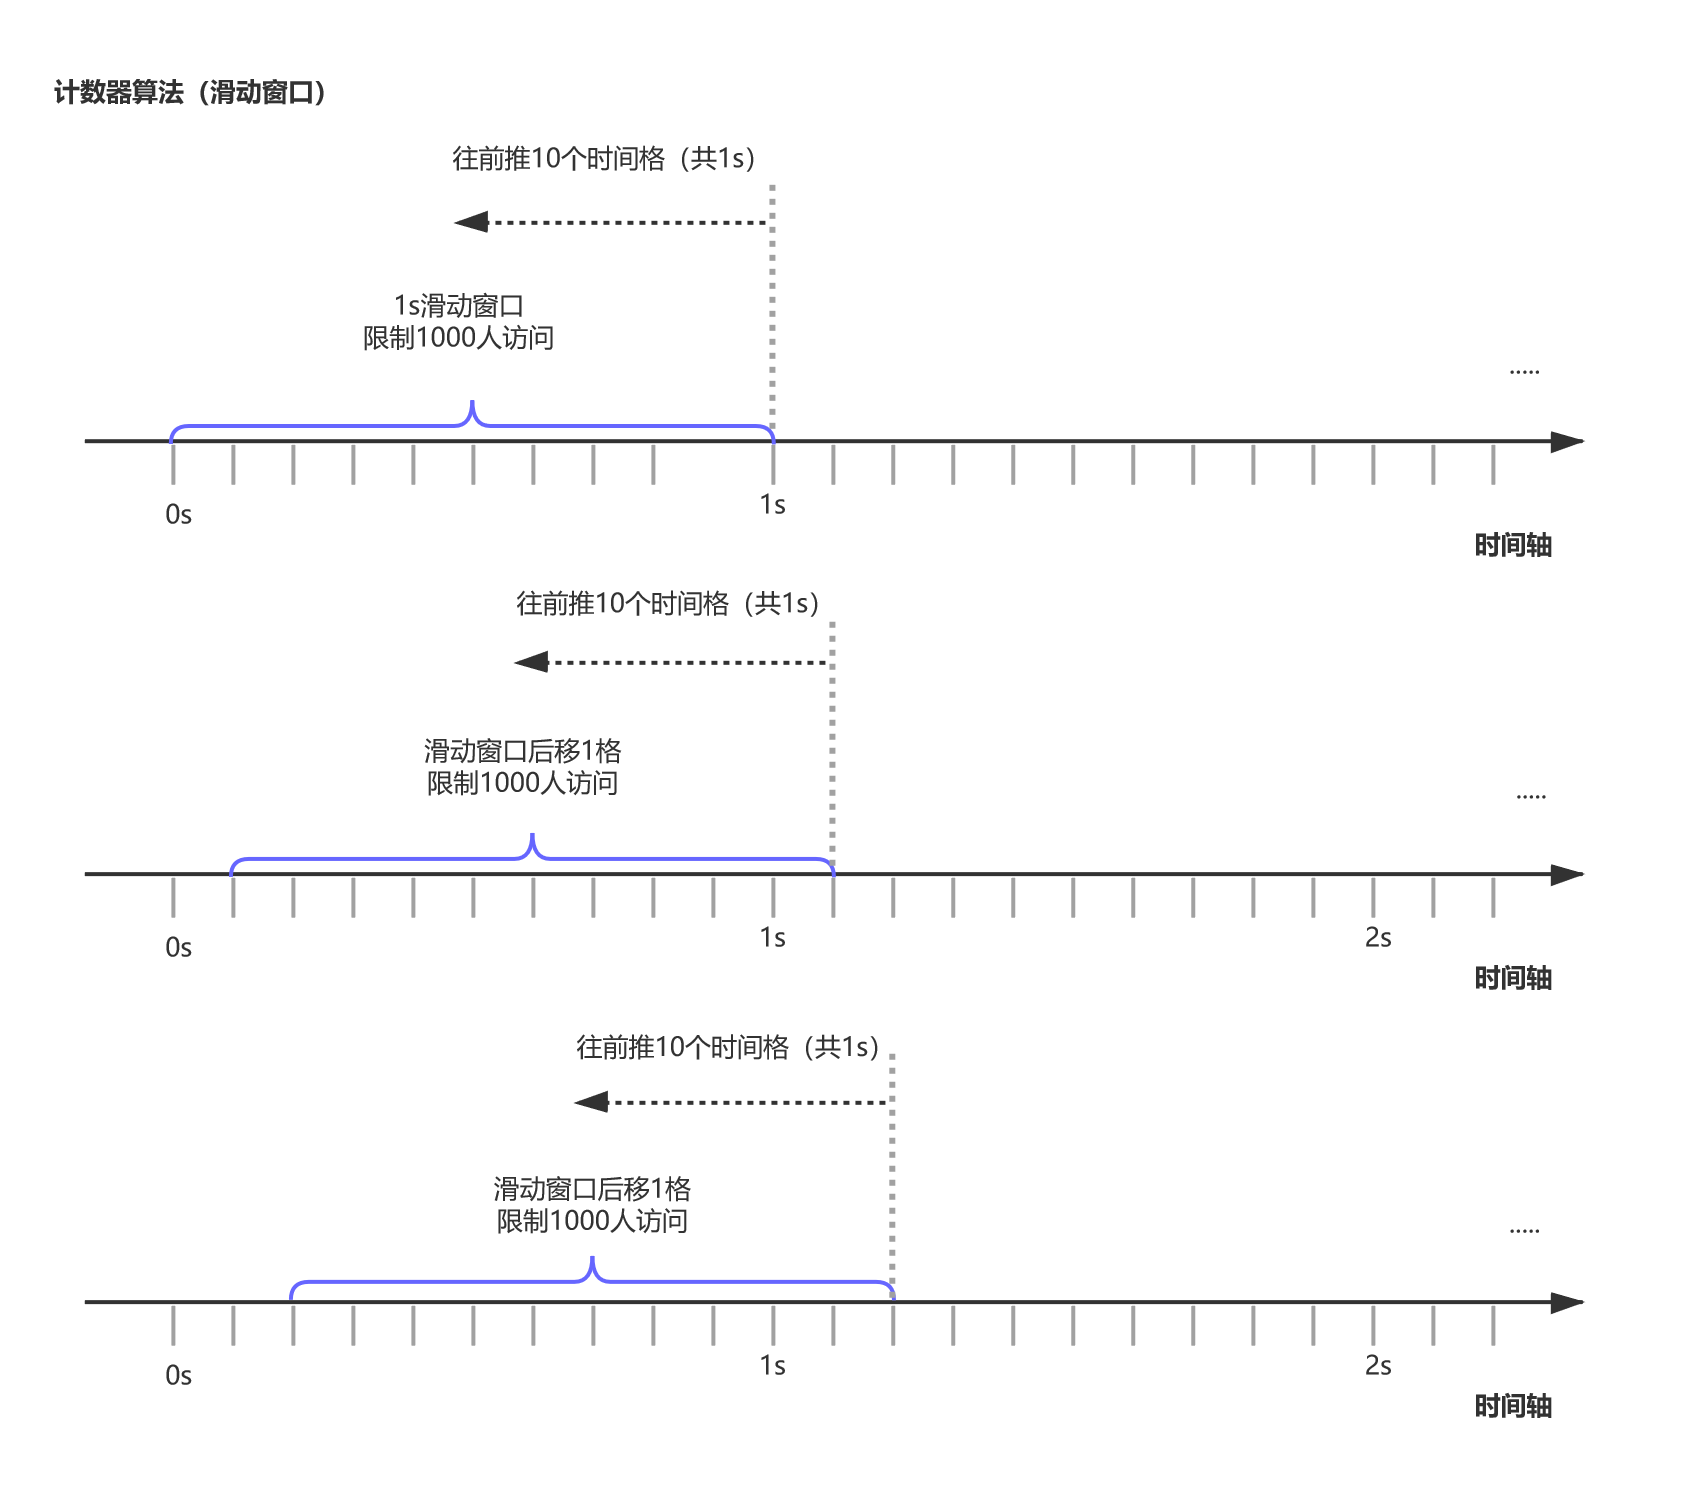 计数器算法（滑动窗口）
往前推10个时间格（共1s）
1s滑动窗口
限制1000人访问
.....
0s
1s
时间轴
往前推10个时间格（共1s）
滑动窗口后移1格
限制1000人访问
.....
0s
1s
2s
时间轴
往前推10个时间格（共1s）
滑动窗口后移1格
限制1000人访问
.....
0s
1s
2s
时间轴